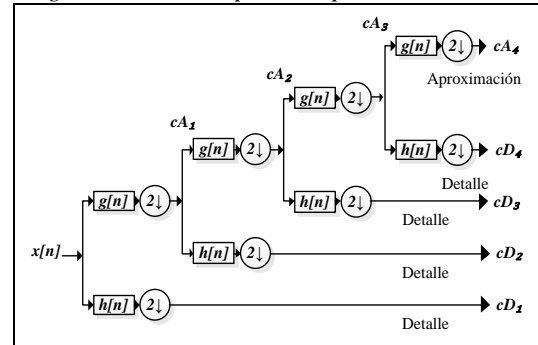 cA₃
g[n] 2↓ cA₄
Aproximación
cA₂
g[n] 2↓
cA₁
g[n] 2↓
h[n] 2↓ cD₄
Detalle
g[n] 2↓
h[n] 2↓ cD₃
Detalle
x[n]
h[n] 2↓ cD₂
Detalle
h[n] 2↓ cD₁
Detalle